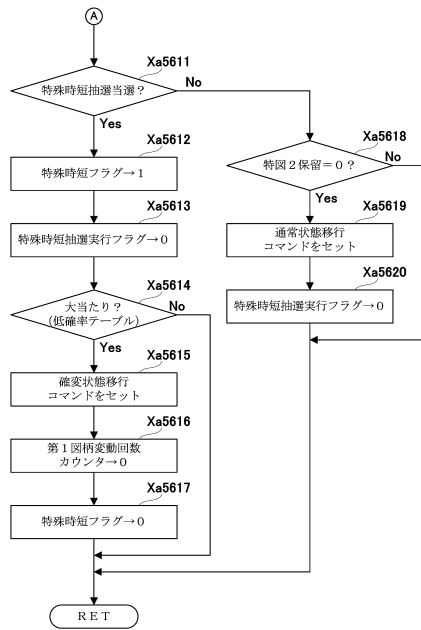 A
Xa5611
特殊時短抽選当選？
No
Yes
Xa5612
特殊時短フラグ→１
Xa5613
特殊時短抽選実行フラグ→０
Xa5614
大当たり？
（低確率テーブル）
No
Yes
Xa5615
確変状態移行
コマンドをセット
Xa5616
第１図柄変動回数
カウンタ→０
Xa5617
特殊時短フラグ→０
Xa5618
特図２保留＝０？
No
Yes
Xa5619
通常状態移行
コマンドをセット
Xa5620
特殊時短抽選実行フラグ→０
ＲＥＴ